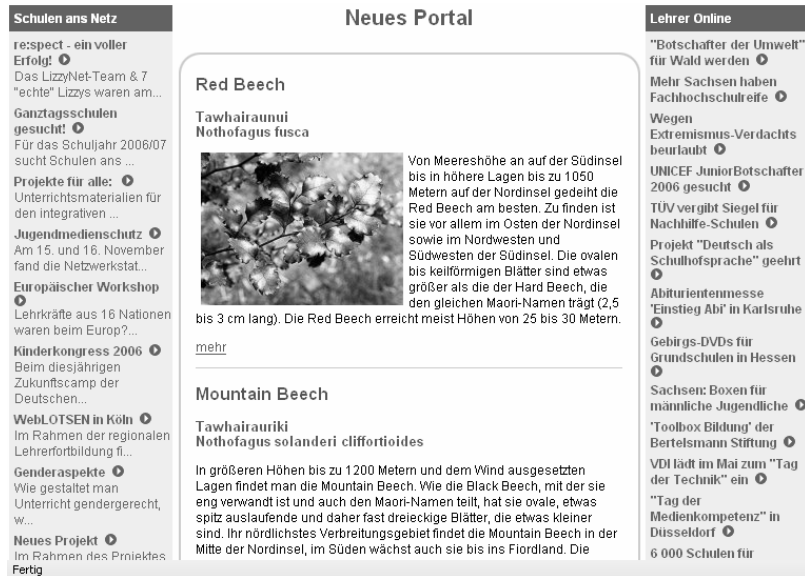 Schulen ans Netz
re:spect - ein voller
Erfolg!
Das LizzyNet-Team & 7
"echte" Lizzys waren am...
Ganztagsschulen
gesucht!
Für das Schuljahr 2006/07
sucht Schulen ans ...
Projekte für alle:
Unterrichtsmaterialien für
den integrativen ...
Jugendmedienschutz
Am 15. und 16. November
fand die Netzwerkstat...
Europäischer Workshop
Lehrkräfte aus 16 Nationen
waren beim Europ?...
Kinderkongress 2006
Beim diesjährigen
Zukunftscamp der
Deutschen...
WebLOTSEN in Köln
Im Rahmen der regionalen
Lehrerfortbildung fi...
Genderaspekte
Wie gestaltet man
Unterricht gendergerecht,
w...
Neues Projekt
Im Rahmen des Projektes
Neues Portal
Red Beech
Tawhairaunui
Nothofagus fusca
Von Meereshöhe an auf der Südinsel
bis in höhere Lagen bis zu 1050
Metern auf der Nordinsel gedeiht die
Red Beech am besten. Zu finden ist
sie vor allem im Osten der Nordinsel
sowie im Nordwesten und
Südwesten der Südinsel. Die ovalen
bis keilförmigen Blätter sind etwas
größer als die der Hard Beech, die
den gleichen Maori-Namen trägt (2,5
bis 3 cm lang). Die Red Beech erreicht meist Höhen von 25 bis 30 Metern.
mehr
Mountain Beech
Tawhairauriki
Nothofagus solanderi cliffortioides
In größeren Höhen bis zu 1200 Metern und dem Wind ausgesetzten
Lagen findet man die Mountain Beech. Wie die Black Beech, mit der sie
eng verwandt ist und auch den Maori-Namen teilt, hat sie ovale, etwas
spitz auslaufende und daher fast dreieckige Blätter, die etwas kleiner
sind. Ihr nördlichstes Verbreitungsgebiet findet die Mountain Beech in der
Mitte der Nordinsel, im Süden wächst auch sie bis ins Fiordland. Die
Lehrer Online
"Botschafter der Umwelt"
für Wald werden
Mehr Sachsen haben
Fachhochschulreife
Wegen
Extremismus-Verdachts
beurlaubt
UNICEF JuniorBotschafter
2006 gesucht
TÜV vergibt Siegel für
Nachhilfe-Schulen
Projekt "Deutsch als
Schulhofsprache" geehrt
Abiturientenmesse
'Einstieg Abi' in Karlsruhe
Gebirgs-DVDs für
Grundschulen in Hessen
Sachsen: Boxen für
männliche Jugendliche
'Toolbox Bildung' der
Bertelsmann Stiftung
VDI lädt im Mai zum "Tag
der Technik" ein
"Tag der
Medienkompetenz" in
Düsseldorf
6 000 Schulen für
Fertig